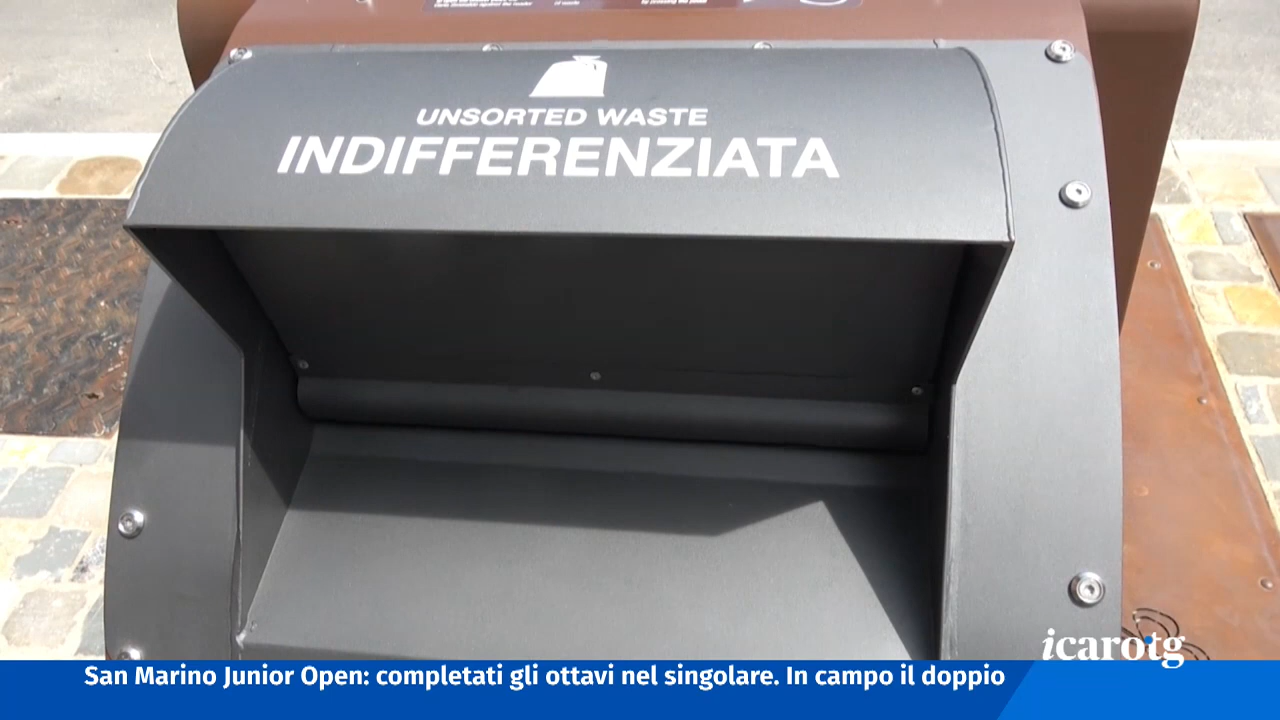 UNSORTED WASTE
INDIFFERENZIATA
icarotg
San Marino Junior Open: completati gli ottavi nel singolare. In campo il doppio